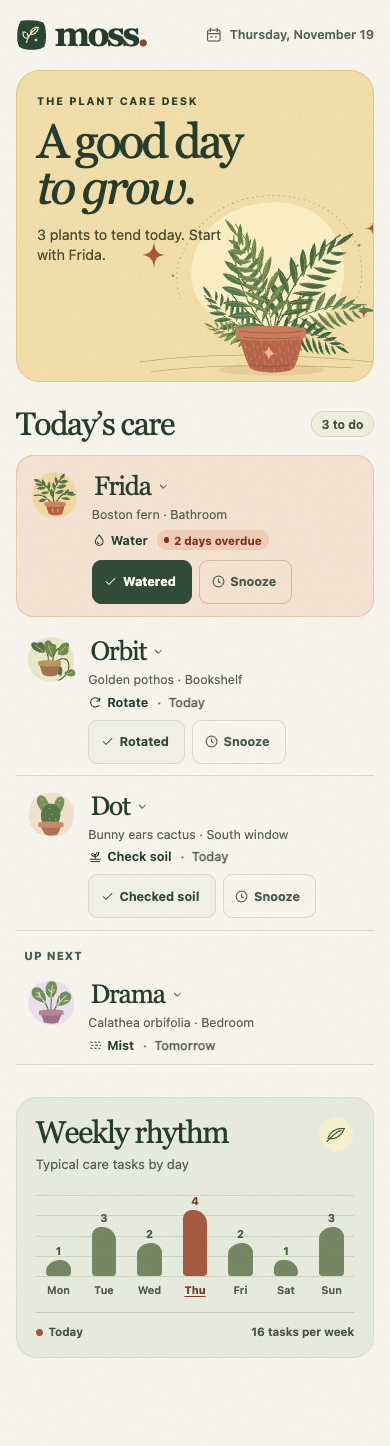 moss.
Thursday, November 19
THE PLANT CARE DESK
A good day
to grow.
3 plants to tend today. Start
with Frida.
Today's care
3 to do
Frida
Boston fern · Bathroom
Water
2 days overdue
Watered
Snooze
Orbit
Golden pothos · Bookshelf
Rotate · Today
Rotated
Snooze
Dot
Bunny ears cactus · South window
Check soil · Today
Checked soil
Snooze
UP NEXT
Drama
Calathea orbifolia · Bedroom
Mist · Tomorrow
Weekly rhythm
Typical care tasks by day
1 3 2 4 2 1 3
Mon Tue Wed Thu Fri Sat Sun
Today
16 tasks per week